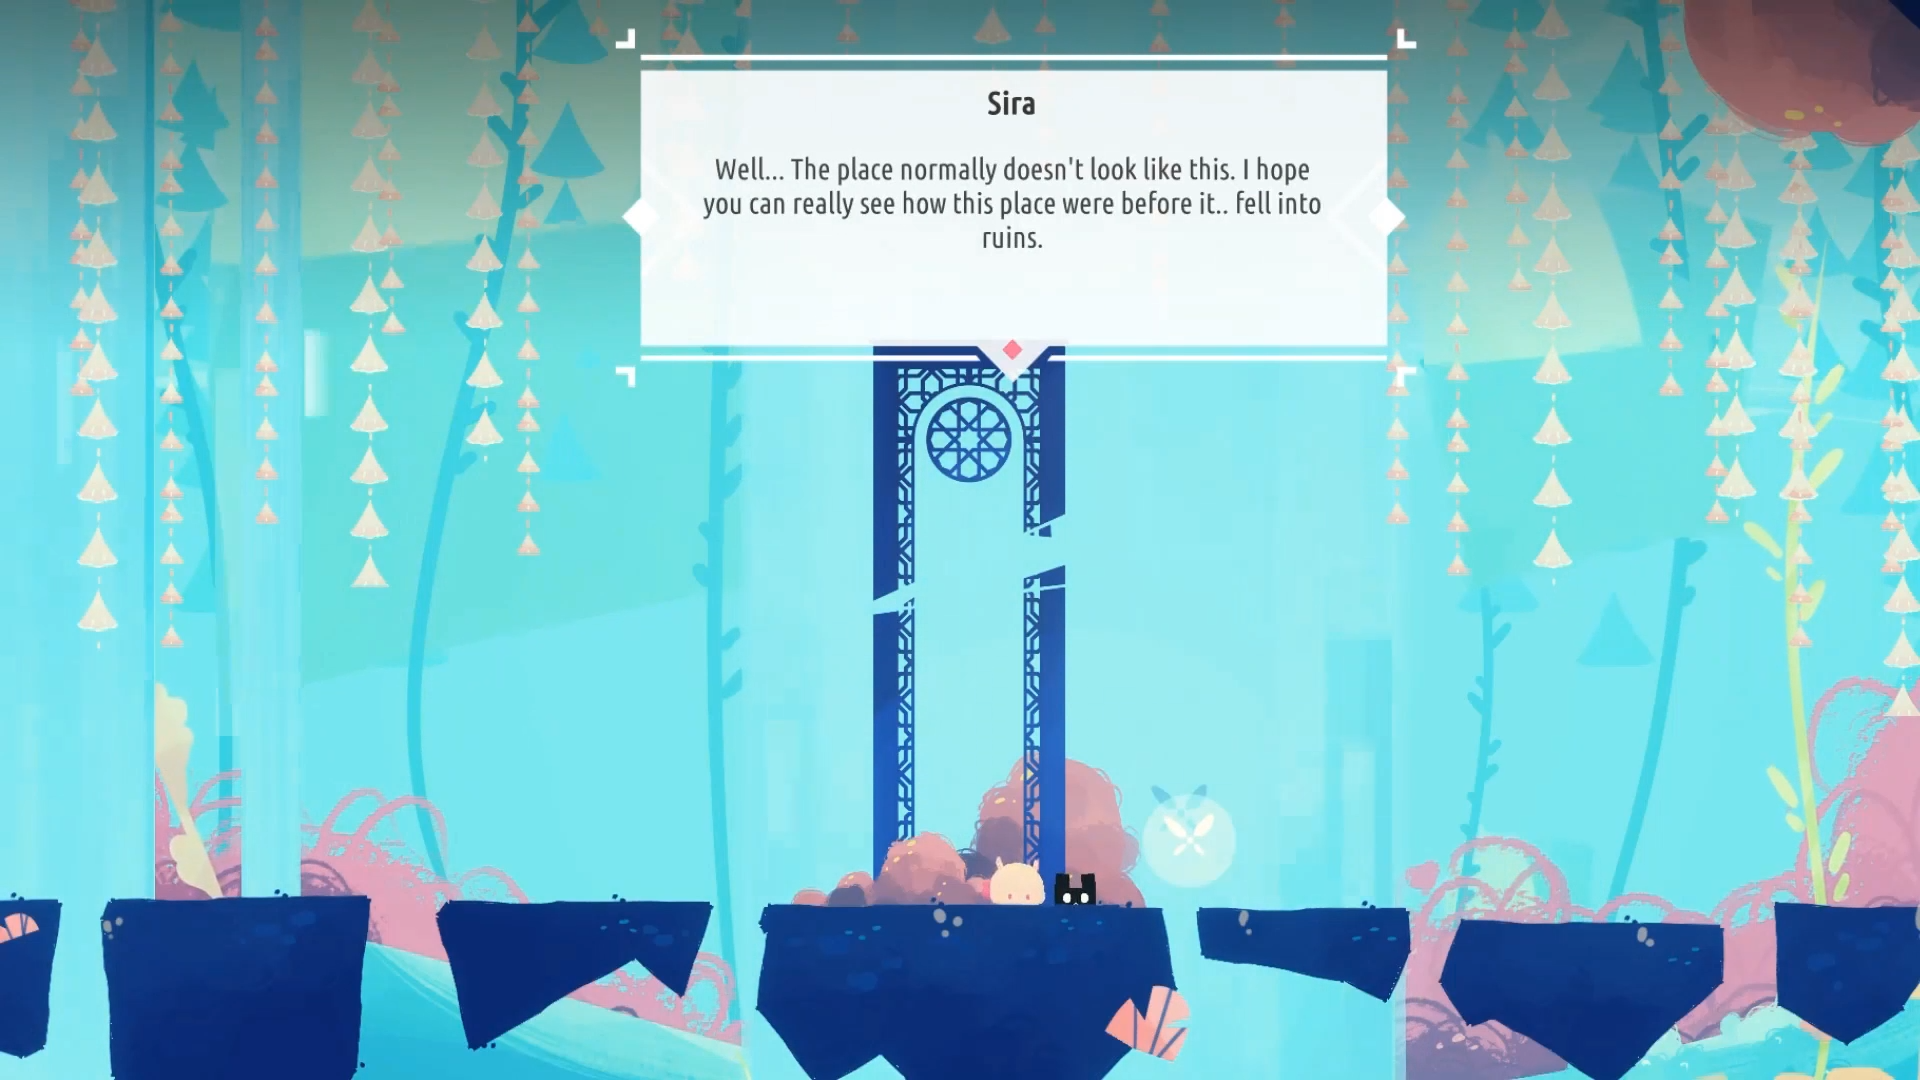 Sira
Well... The place normally doesn't look like this. I hope
you can really see how this place were before it.. fell into
ruins.